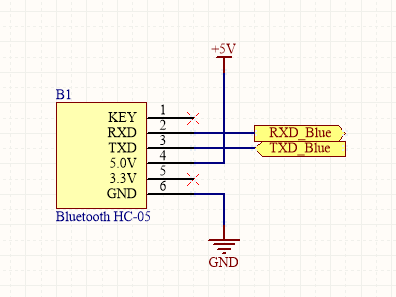 +5V
B1
KEY 1
RXD 2 RXD_Blue
TXD 3 TXD_Blue
5.0V 4
3.3V 5
GND 6
Bluetooth HC-05
GND